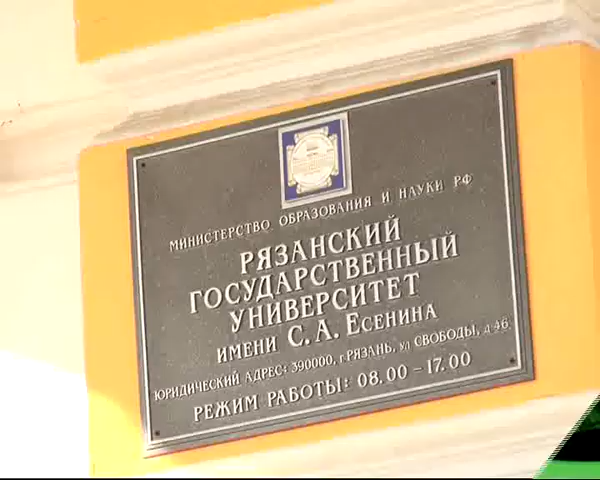 МИНИСТЕРСТВО ОБРАЗОВАНИЯ И НАУКИ РФ
РЯЗАНСКИЙ
ГОСУДАРСТВЕННЫЙ
УНИВЕРСИТЕТ
ИМЕНИ С. А. ЕСЕНИНА
ЮРИДИЧЕСКИЙ АДРЕС: 390000, г. РЯЗАНЬ, ул СВОБОДЫ, д 46
РЕЖИМ РАБОТЫ: 08.00 – 17.00